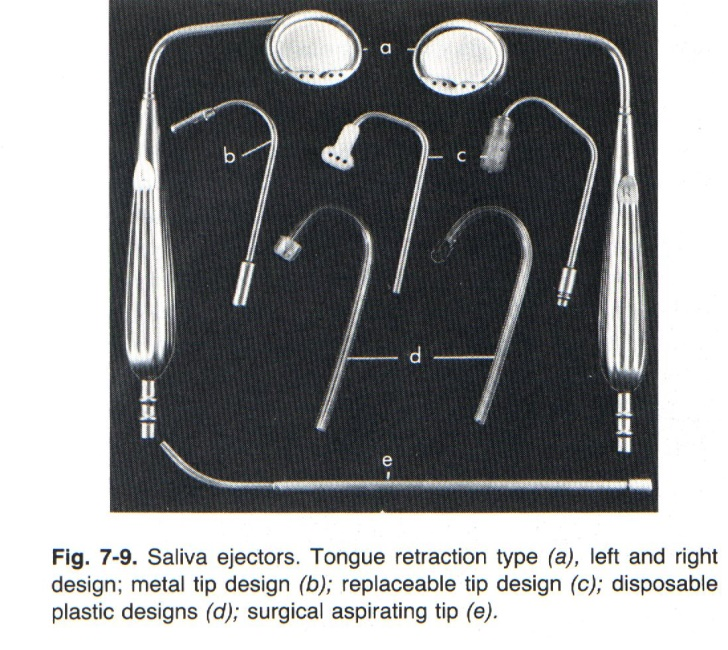 a
b
c
d
e
L
R
Fig. 7-9. Saliva ejectors. Tongue retraction type (a), left and right
design; metal tip design (b); replaceable tip design (c); disposable
plastic designs (d); surgical aspirating tip (e).